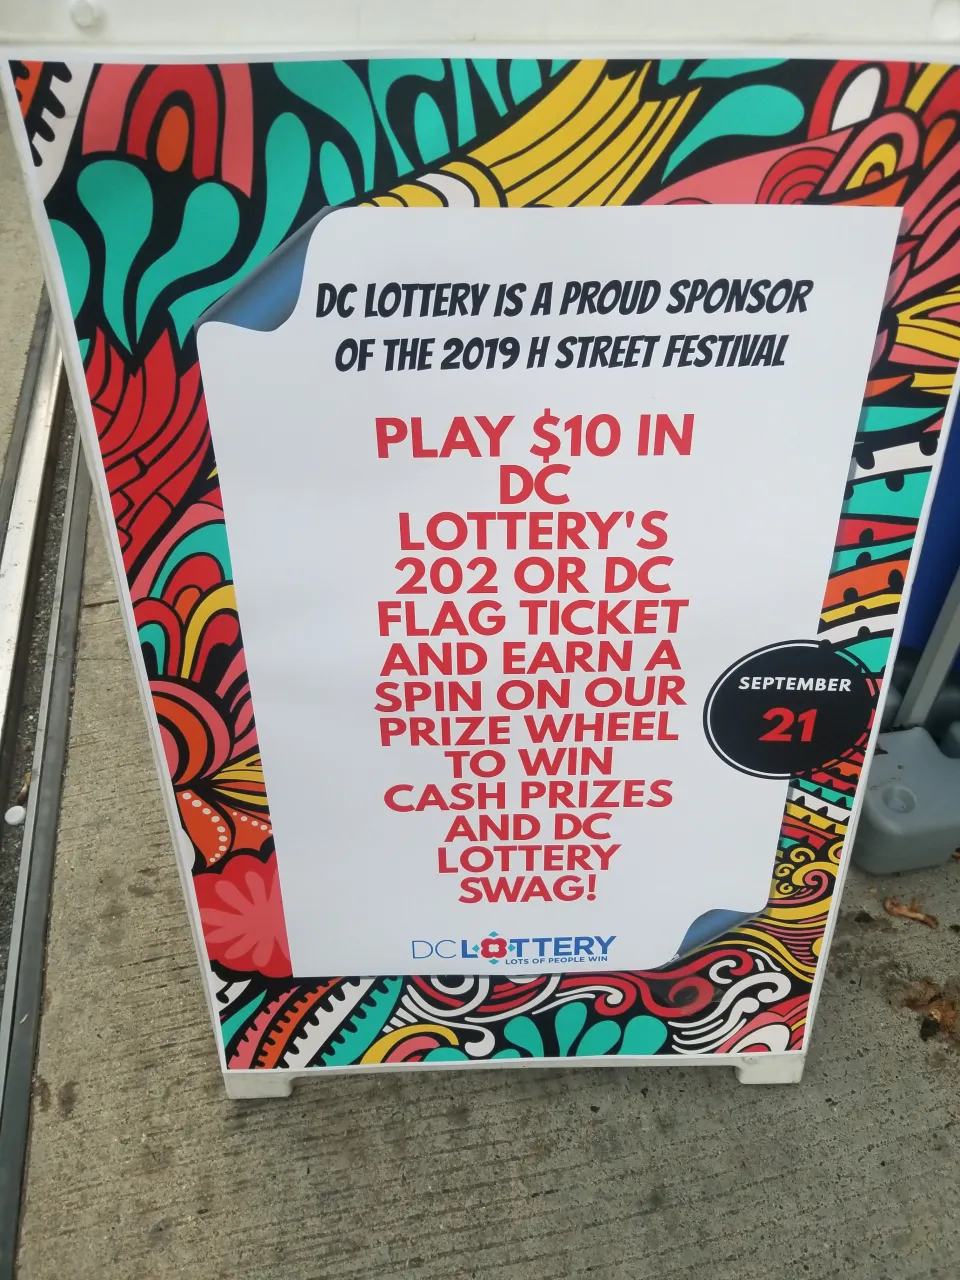 DC LOTTERY IS A PROUD SPONSOR
OF THE 2019 H STREET FESTIVAL
PLAY $10 IN
DC
LOTTERY'S
202 OR DC
FLAG TICKET
AND EARN A
SPIN ON OUR
PRIZE WHEEL
TO WIN
CASH PRIZES
AND DC
LOTTERY
SWAG!
SEPTEMBER
21
DC LOTTERY
LOTS OF PEOPLE WIN